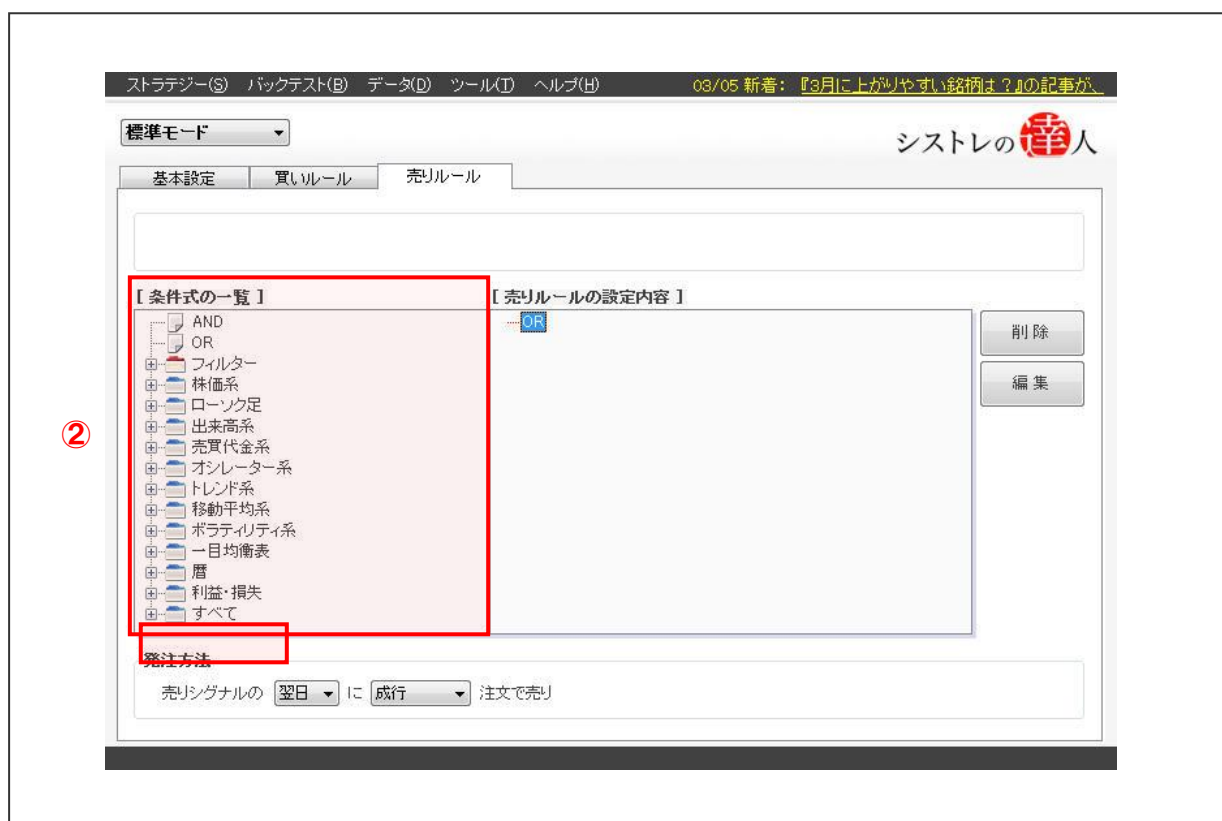 ストラテジー(S) バックテスト(B) データ(D) ツール(T) ヘルプ(H) 03/05 新着: 『3月に上がりやすい銘柄は?』の記事が、
標準モード
シストレの達人
基本設定 買いルール 売りルール
[ 条件式の一覧 ] [ 売りルールの設定内容 ]
AND
OR
フィルター
株価系
ローソク足
出来高系
売買代金系
オシレーター系
トレンド系
移動平均系
ボラティリティ系
一目均衡表
暦
利益・損失
すべて
OR
削除
編集
②
発注方法
売りシグナルの 翌日 に 成行 注文で売り